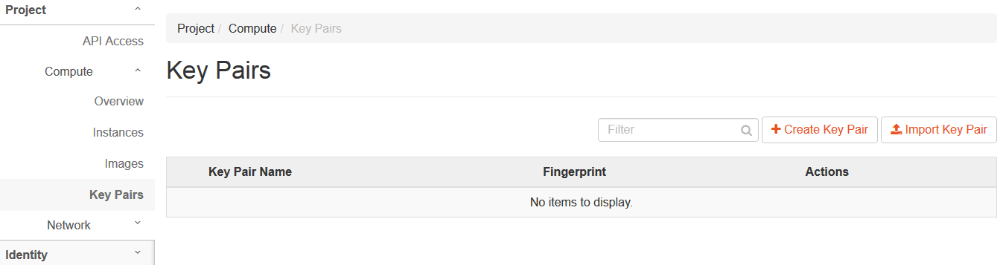 Project
API Access
Compute
Overview
Instances
Images
Key Pairs
Network
Identity
Project / Compute / Key Pairs
Key Pairs
Filter
Create Key Pair
Import Key Pair
Key Pair Name Fingerprint Actions
No items to display.